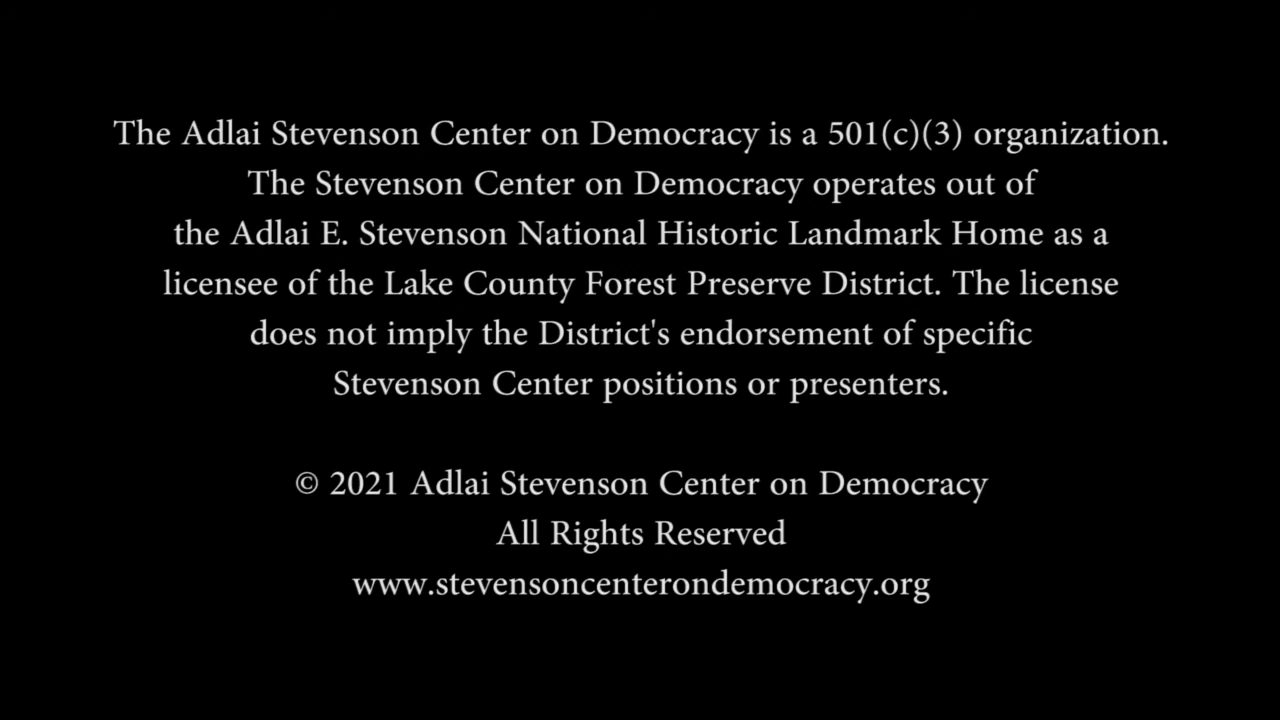 The Adlai Stevenson Center on Democracy is a 501(c)(3) organization.
The Stevenson Center on Democracy operates out of
the Adlai E. Stevenson National Historic Landmark Home as a
licensee of the Lake County Forest Preserve District. The license
does not imply the District's endorsement of specific
Stevenson Center positions or presenters.
© 2021 Adlai Stevenson Center on Democracy
All Rights Reserved
www.stevensoncenterondemocracy.org